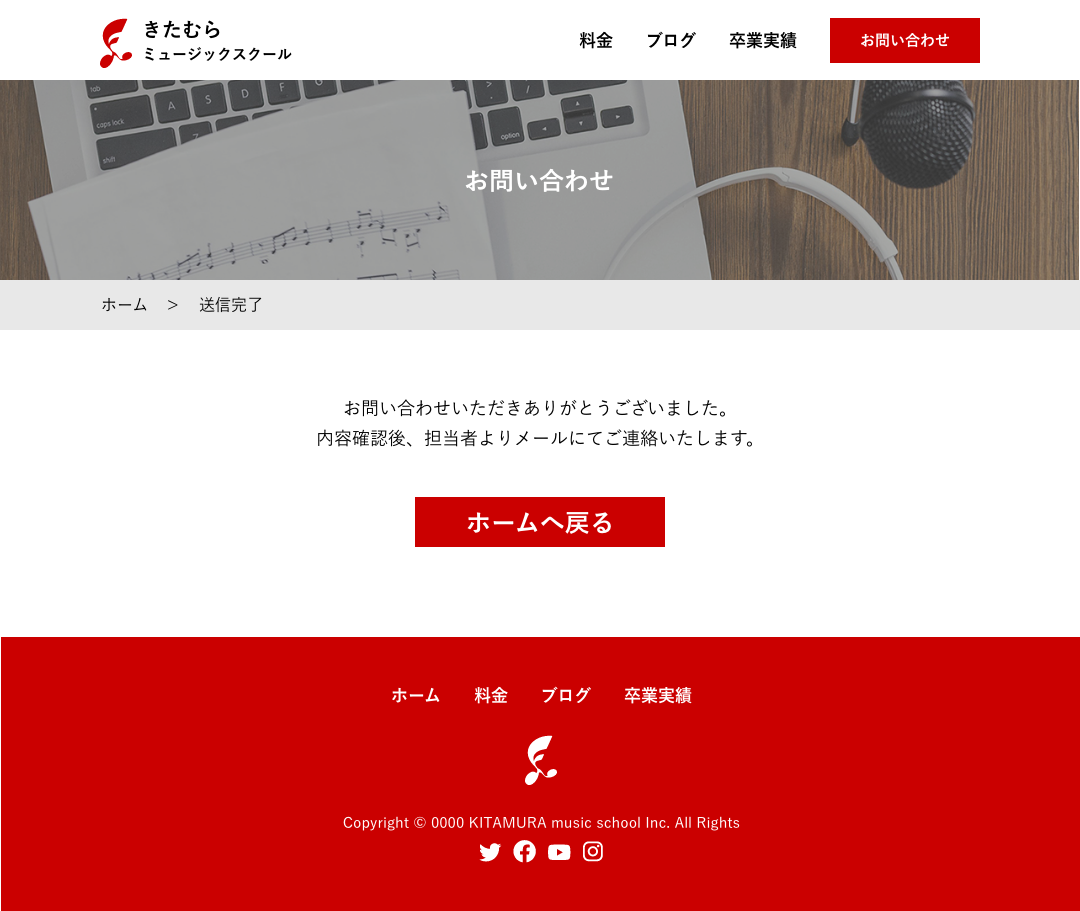 きたむら
ミュージックスクール
料金 ブログ 卒業実績 お問い合わせ
tab
caps lock
A S D F
shift
Z
option
お問い合わせ
ホーム > 送信完了
お問い合わせいただきありがとうございました。
内容確認後、担当者よりメールにてご連絡いたします。
ホームへ戻る
ホーム 料金 ブログ 卒業実績
Copyright © 0000 KITAMURA music school Inc. All Rights